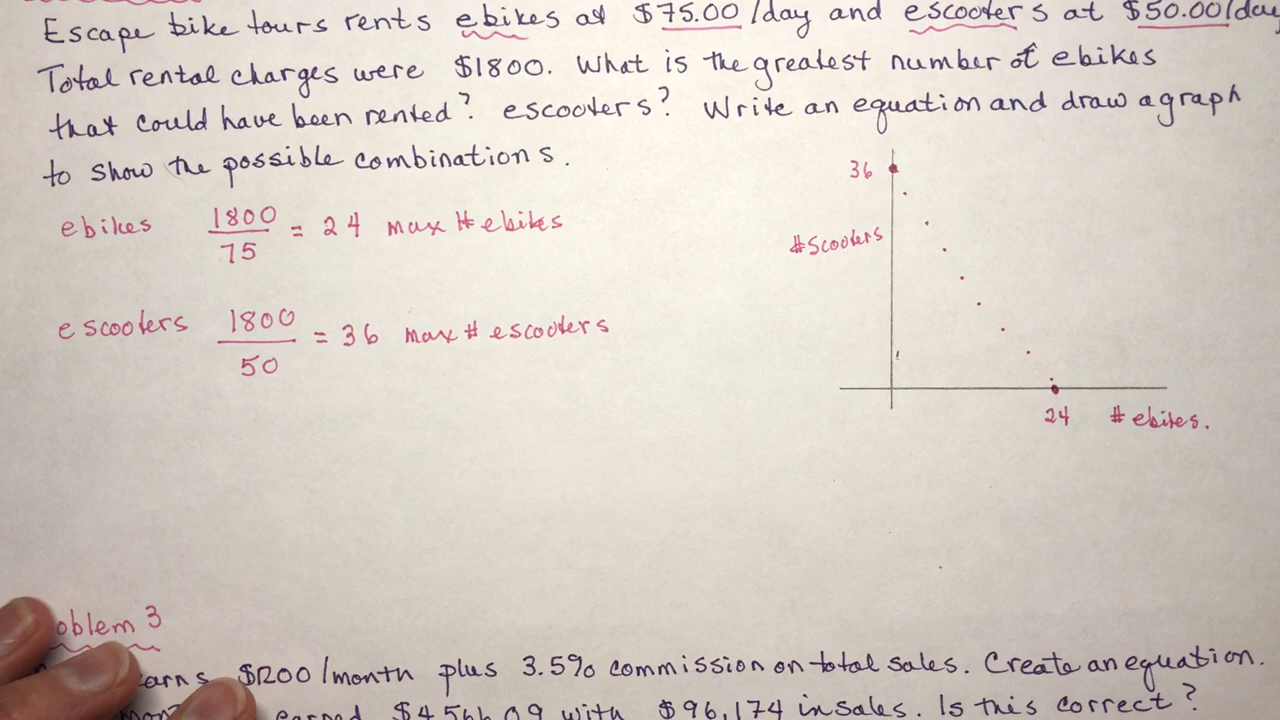 Escape bike tours rents ebikes at $75.00/day and escooters at $50.00/day
Total rental charges were $1800. What is the greatest number of ebikes
that could have been rented? escooters? Write an equation and draw a graph
to show the possible combinations.
36
ebikes 1800/75 = 24 max # ebikes
#Scooters
escooters 1800/50 = 36 max # escooters
24 # ebikes.
oblem 3
earns $1200/month plus 3.5% commission on total sales. Create an equation.
earned with $96,174 in sales. Is this correct?